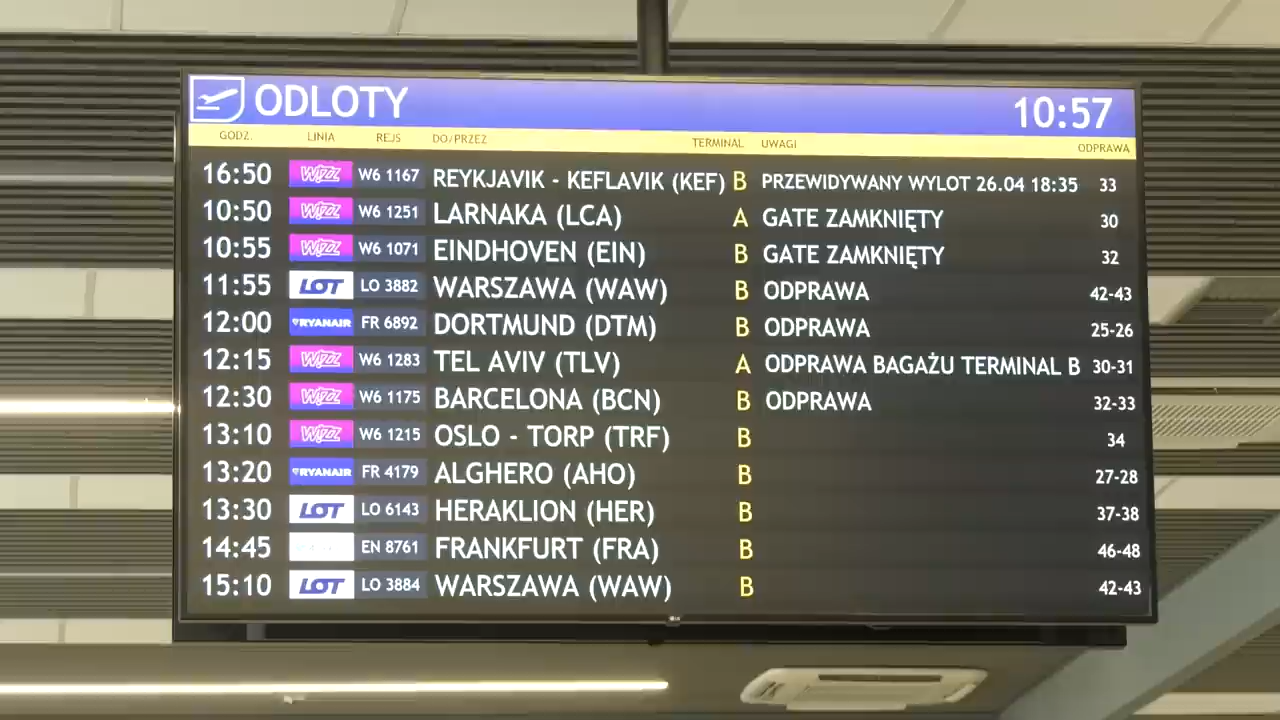 ODLOTY 10:57
GODZ. LINIA REJS DO/PRZEZ TERMINAL UWAGI ODPRAWA
16:50 WIZZ W6 1167 REYKJAVIK - KEFLAVIK (KEF) B PRZEWIDYWANY WYLOT 26.04 18:35 33
10:50 WIZZ W6 1251 LARNAKA (LCA) A GATE ZAMKNIĘTY 30
10:55 WIZZ W6 1071 EINDHOVEN (EIN) B GATE ZAMKNIĘTY 32
11:55 LOT LO 3882 WARSZAWA (WAW) B ODPRAWA 42-43
12:00 RYANAIR FR 6892 DORTMUND (DTM) B ODPRAWA 25-26
12:15 WIZZ W6 1283 TEL AVIV (TLV) A ODPRAWA BAGAŻU TERMINAL B 30-31
12:30 WIZZ W6 1175 BARCELONA (BCN) B ODPRAWA 32-33
13:10 WIZZ W6 1215 OSLO - TORP (TRF) B 34
13:20 RYANAIR FR 4179 ALGHERO (AHO) B 27-28
13:30 LOT LO 6143 HERAKLION (HER) B 37-38
14:45 EN 8761 FRANKFURT (FRA) B 46-48
15:10 LOT LO 3884 WARSZAWA (WAW) B 42-43
LG